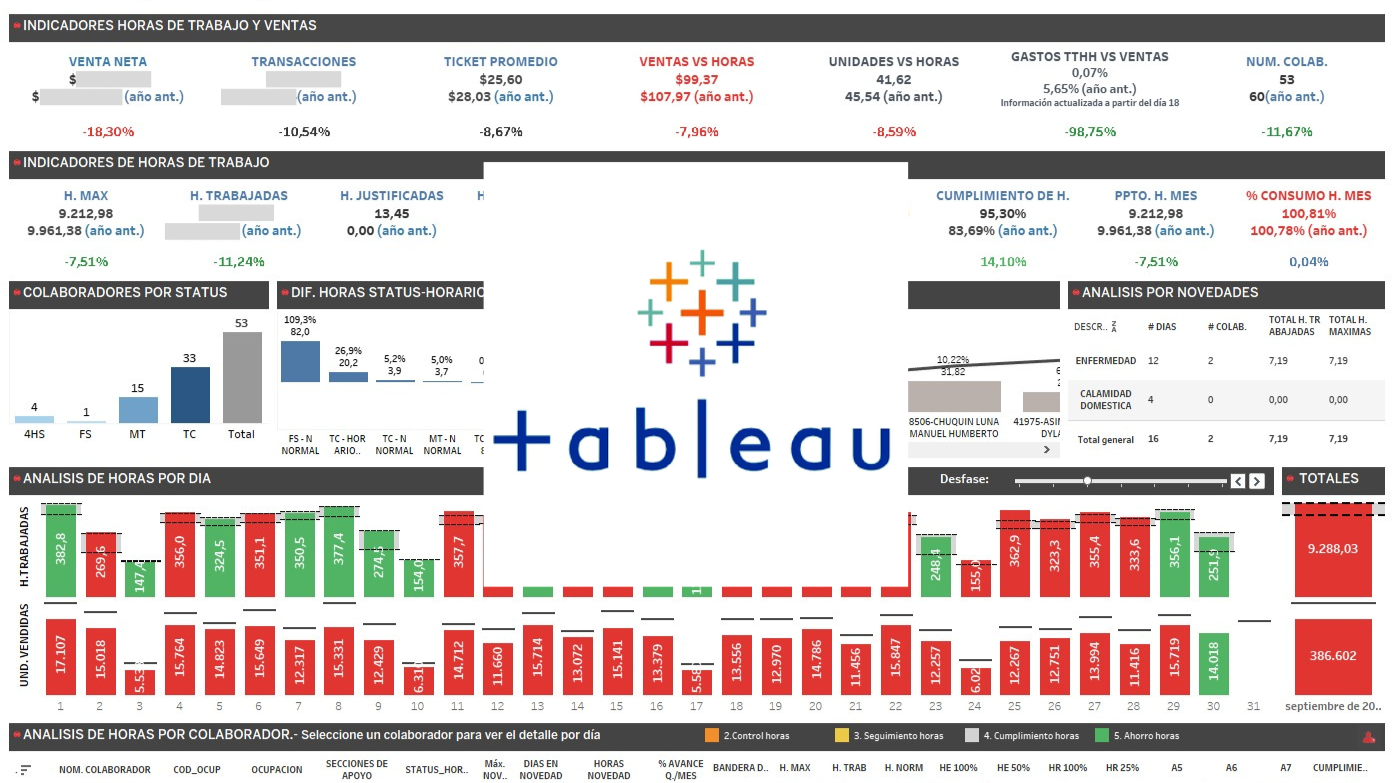 INDICADORES HORAS DE TRABAJO Y VENTAS
VENTA NETA TRANSACCIONES TICKET PROMEDIO VENTAS VS HORAS UNIDADES VS HORAS GASTOS TTHH VS VENTAS NUM. COLAB.
$ $25,60 $99,37 41,62 0,07% 53
$ (año ant.) (año ant.) $28,03 (año ant.) $107,97 (año ant.) 45,54 (año ant.) 5,65% (año ant.) 60(año ant.)
Información actualizada a partir del día 18
-18,30% -10,54% -8,67% -7,96% -8,59% -98,75% -11,67%
INDICADORES DE HORAS DE TRABAJO
H. MAX H. TRABAJADAS H. JUSTIFICADAS CUMPLIMIENTO DE H. PPTO. H. MES % CONSUMO H. MES
9.212,98 13,45 95,30% 9.212,98 100,81%
9.961,38 (año ant.) (año ant.) 0,00 (año ant.) 83,69% (año ant.) 9.961,38 (año ant.) 100,78% (año ant.)
-7,51% -11,24% 14,10% -7,51% 0,04%
COLABORADORES POR STATUS
4 1 15 33 53
4HS FS MT TC Total
DIF. HORAS STATUS-HORARIO
109,3% 26,9% 5,2% 5,0%
82,0 20,2 3,9 3,7
FS - N TC - HOR TC - N MT - N
NORMAL ARIO.. NORMAL NORMAL
+ableau
10,22%
31,82
8506-CHUQUIN LUNA 41975-ASIM
MANUEL HUMBERTO DYLA
ANALISIS POR NOVEDADES
DESCR.. # DIAS # COLAB. TOTAL H. TR TOTAL H.
ABAJADAS MAXIMAS
ENFERMEDAD 12 2 7,19 7,19
CALAMIDAD
DOMESTICA 4 0 0,00 0,00
Total general 16 2 7,19 7,19
ANALISIS DE HORAS POR DIA Desfase: TOTALES
H.TRABAJADAS
382,8 269,6 147, 356,0 324,5 351,1 350,5 377,4 274, 154,0 357,7 248, 155, 362,9 323,3 355,4 333,6 356,1 251, 9.288,03
UND. VENDIDAS
17.107 15.018 5.53 15.764 14.823 15.649 12.317 15.331 12.429 6.31 14.712 11.660 15.714 13.072 15.141 13.379 5.58 13.556 12.970 14.786 11.456 15.847 12.257 6.02 12.267 12.751 13.994 11.416 15.719 14.018 386.602
1 2 3 4 5 6 7 8 9 10 11 12 13 14 15 16 17 18 19 20 21 22 23 24 25 26 27 28 29 30 31 septiembre de 20..
ANALISIS DE HORAS POR COLABORADOR.- Seleccione un colaborador para ver el detalle por día 2.Control horas 3. Seguimiento horas 4. Cumplimiento horas 5. Ahorro horas
NOM. COLABORADOR COD_OCUP OCUPACION SECCIONES DE APOYO STATUS_HOR.. Máx. NOV.. DIAS EN NOVEDAD HORAS NOVEDAD % AVANCE Q./MES BANDERA D.. H. MAX H. TRAB H. NORM HE 100% HE 50% HR 100% HR 25% A5 A6 A7 CUMPLIMIE..